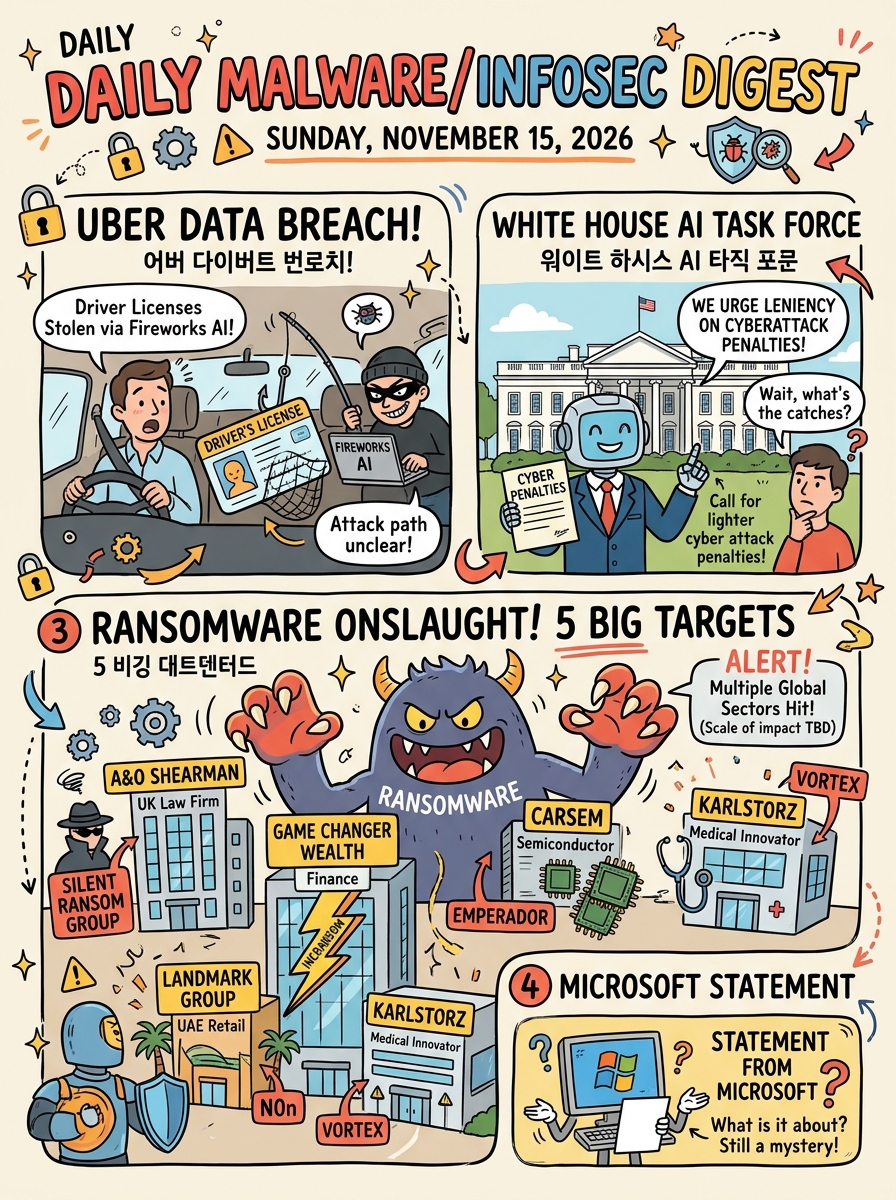 DAILY
DAILY MALWARE/INFOSEC DIGEST
SUNDAY, NOVEMBER 15, 2026
UBER DATA BREACH!
어버 다이버트 번로치!
Driver Licenses
Stolen via Fireworks AI!
DRIVER'S LICENSE
FIREWORKS
AI
Attack path
unclear!
WHITE HOUSE AI TASK FORCE
워이트 하시스 AI 타직 포문
WE URGE LENIENCY
ON CYBERATTACK
PENALTIES!
Wait, what's
the catches?
CYBER
PENALTIES
Call for
lighter
cyber attack
penalties!
3 RANSOMWARE ONSLAUGHT! 5 BIG TARGETS
5 비깅 대트텐터드
ALERT!
Multiple Global
Sectors Hit!
(Scale of impact TBD)
RANSOMWARE
A&O SHEARMAN
UK Law Firm
SILENT
RANSOM
GROUP
GAME CHANGER
WEALTH
Finance
CARSEM
Semiconductor
EMPERADOR
KARLSTORZ
Medical Innovator
VORTEX
LANDMARK
GROUP
UAE Retail
NOn
KARLSTORZ
Medical Innovator
VORTEX
4 MICROSOFT STATEMENT
STATEMENT
FROM
MICROSOFT
What is it about?
Still a mystery!